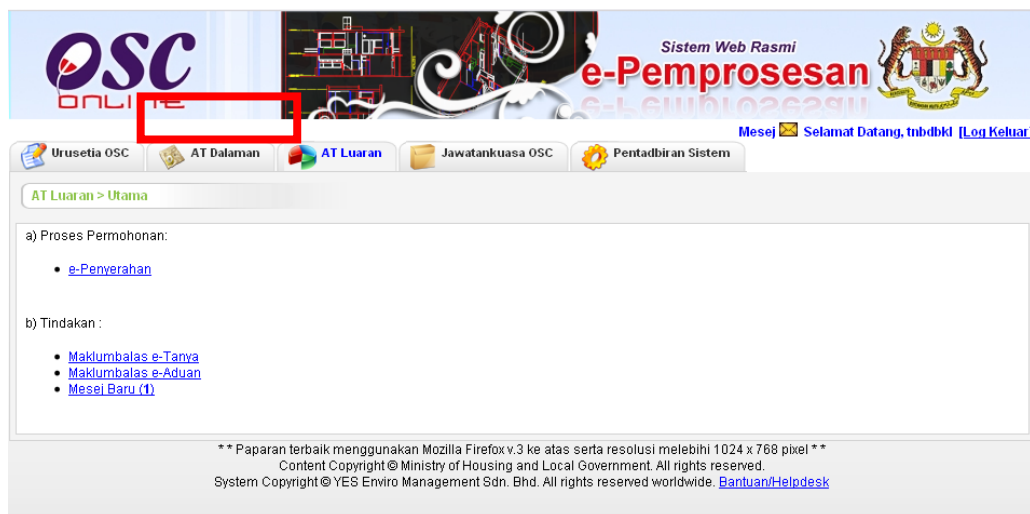 OSC
ONLINE
Sistem Web Rasmi
e-Pemprosesan
Mesej Selamat Datang, tnbdbkl [Log Keluar
Urusetia OSC AT Dalaman AT Luaran Jawatankuasa OSC Pentadbiran Sistem
AT Luaran > Utama
a) Proses Permohonan:
• e-Penyerahan
b) Tindakan :
• Maklumbalas e-Tanya
• Maklumbalas e-Aduan
• Mesej Baru (1)
* * Paparan terbaik menggunakan Mozilla Firefox v.3 ke atas serta resolusi melebihi 1024 x 768 pixel * *
Content Copyright © Ministry of Housing and Local Government. All rights reserved.
System Copyright © YES Enviro Management Sdn. Bhd. All rights reserved worldwide. Bantuan/Helpdesk